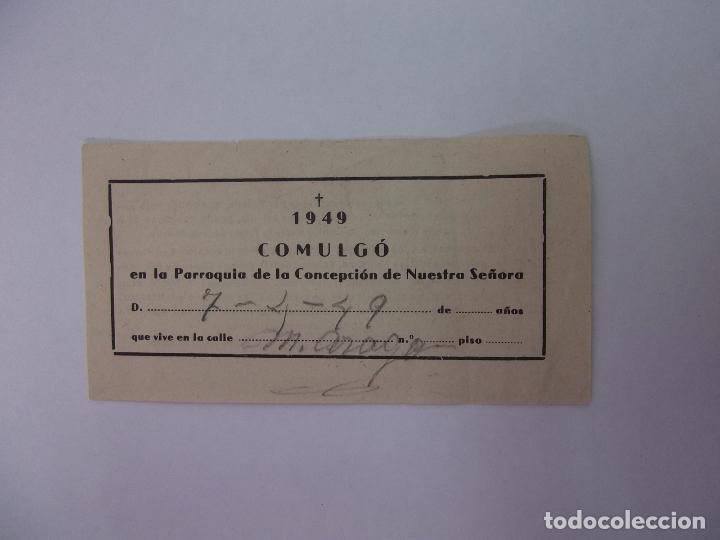 †
1949
COMULGÓ
en la Parroquia de la Concepción de Nuestra Señora
D. 7-4-49 de años
que vive en la calle M. n.º piso
todocoleccion.net